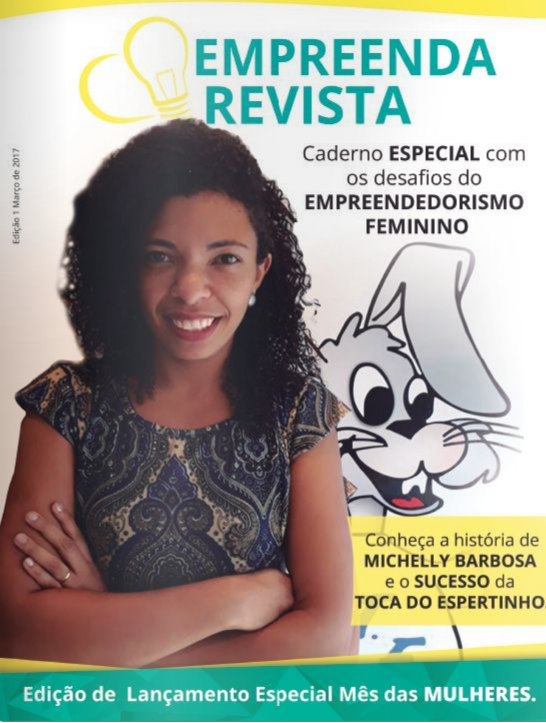 EMPREENDA
REVISTA
Edição 1 Março de 2017
Caderno ESPECIAL com
os desafios do
EMPREENDEDORISMO
FEMININO
Conheça a história de
MICHELLY BARBOSA
e o SUCESSO da
TOCA DO ESPERTINHO.
Edição de Lançamento Especial Mês das MULHERES.